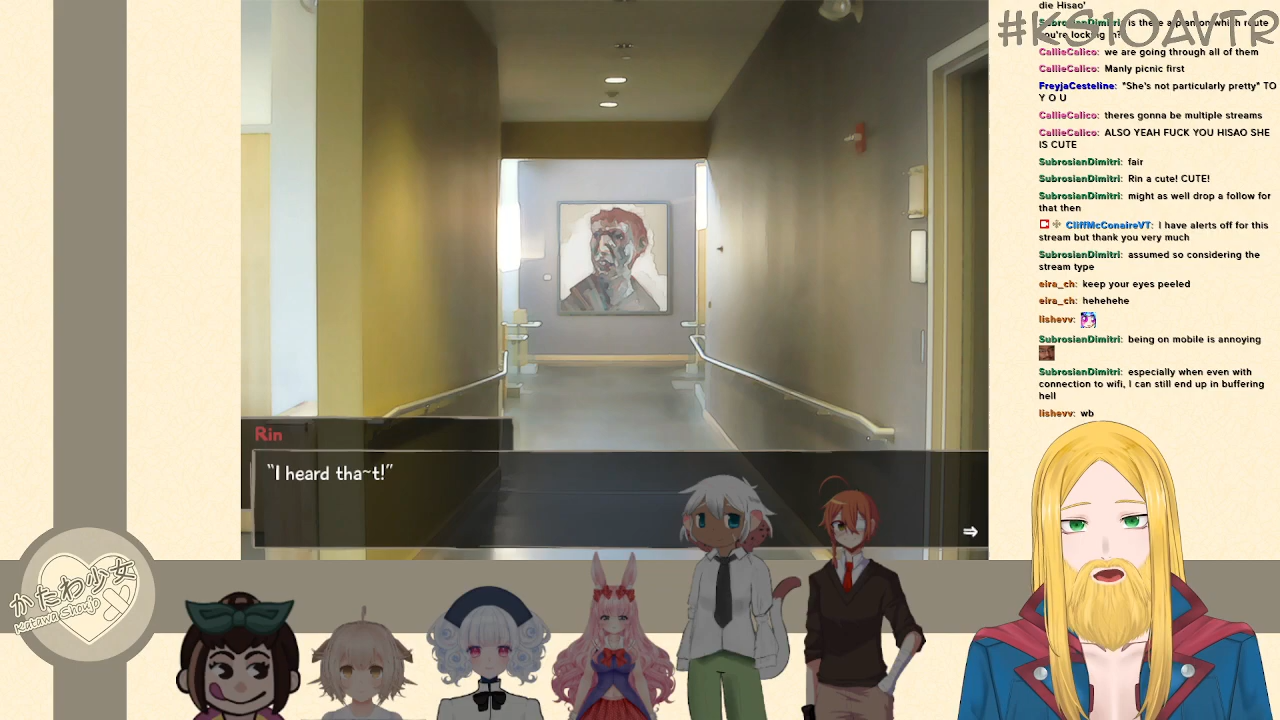 die Hisao'
#KS10AVTR
SubrosianDimitri: is there a plan on which route
you're locking in?
CallieCalico: we are going through all of them
CallieCalico: Manly picnic first
FreyjaCesteline: *She's not particularly pretty* TO
Y O U
CallieCalico: theres gonna be multiple streams
CallieCalico: ALSO YEAH FUCK YOU HISAO SHE
IS CUTE
SubrosianDimitri: fair
SubrosianDimitri: Rin a cute! CUTE!
SubrosianDimitri: might as well drop a follow for
that then
CliffMcConaireVT: I have alerts off for this
stream but thank you very much
SubrosianDimitri: assumed so considering the
stream type
eira_ch: keep your eyes peeled
eira_ch: hehehehe
lishevv:
SubrosianDimitri: being on mobile is annoying
SubrosianDimitri: especially when even with
connection to wifi, I can still end up in buffering
hell
lishevv: wb
Rin
“I heard tha~t!”
⇒
かたわ少女
Katawa Shoujo